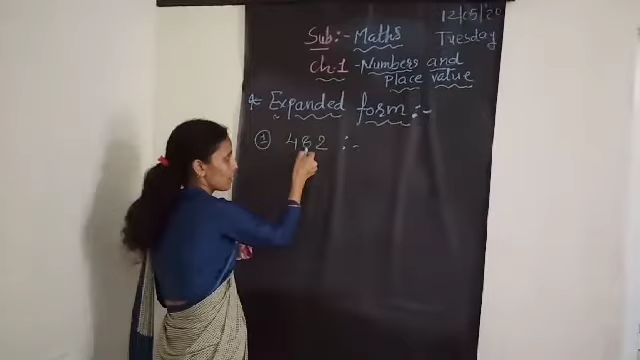 12/05/20
Sub:- Maths
Tuesday
Ch:1 - Numbers and
place value
* Expanded form :-
① 482 :-